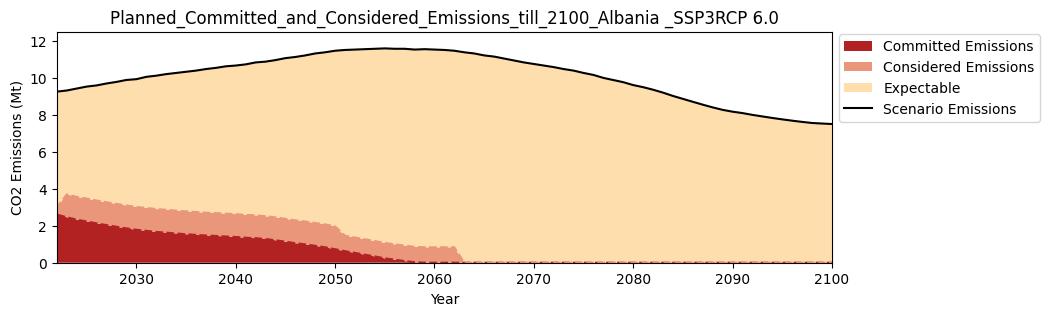 Planned_Committed_and_Considered_Emissions_till_2100_Albania _SSP3RCP 6.0
12
10
8
6
4
2
0
CO2 Emissions (Mt)
2030
2040
2050
2060
2070
2080
2090
2100
Year
Committed Emissions
Considered Emissions
Expectable
Scenario Emissions